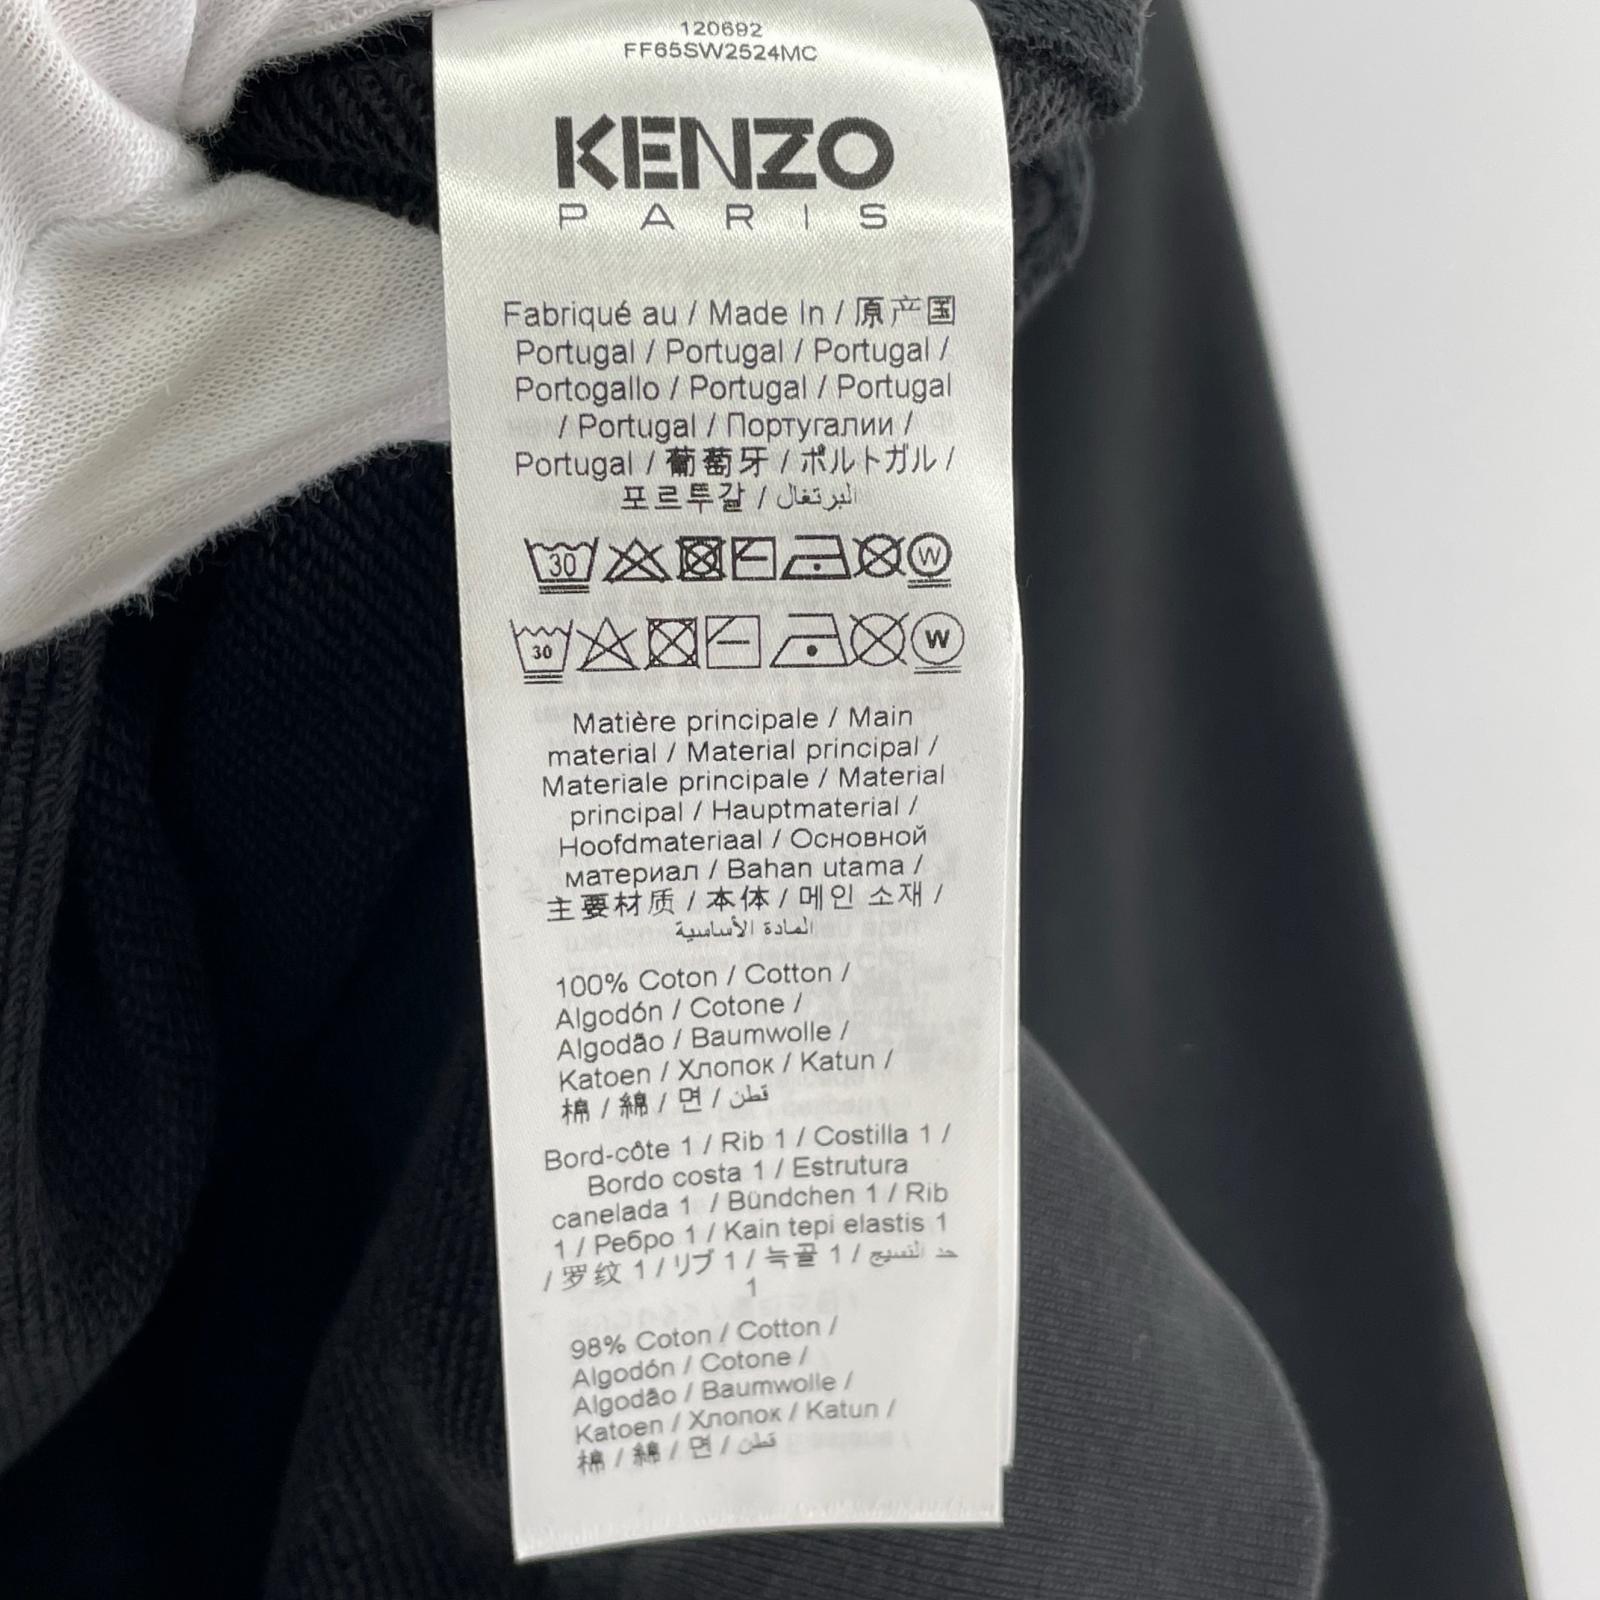 120692
FF65SW2524MC
KENZO
PARIS
Fabriqué au / Made In / 原产国
Portugal / Portugal / Portugal /
Portogallo / Portugal / Portugal
/ Portugal / Португалии /
Portugal / 葡萄牙 / ポルトガル /
포르투갈 / البرتغال
30 W
30 W
Matière principale / Main
material / Material principal /
Materiale principale / Material
principal / Hauptmaterial /
Hoofdmateriaal / Основной
материал / Bahan utama /
主要材质 / 本体 / 메인 소재 /
المادة الأساسية
100% Coton / Cotton /
Algodón / Cotone /
Algodão / Baumwolle /
Katoen / Хлопок / Katun /
棉 / 綿 / 면 / قطن
Bord-côte 1 / Rib 1 / Costilla 1 /
Bordo costa 1 / Estrutura
canelada 1 / Bündchen 1 / Rib
1 / Ребро 1 / Kain tepi elastis 1
/ 罗纹 1 / リブ 1 / 늑골 1 / حد النسيج
1
98% Coton / Cotton /
Algodón / Cotone /
Algodão / Baumwolle /
Katoen / Хлопок / Katun /
棉 / 綿 / 면 / قطن